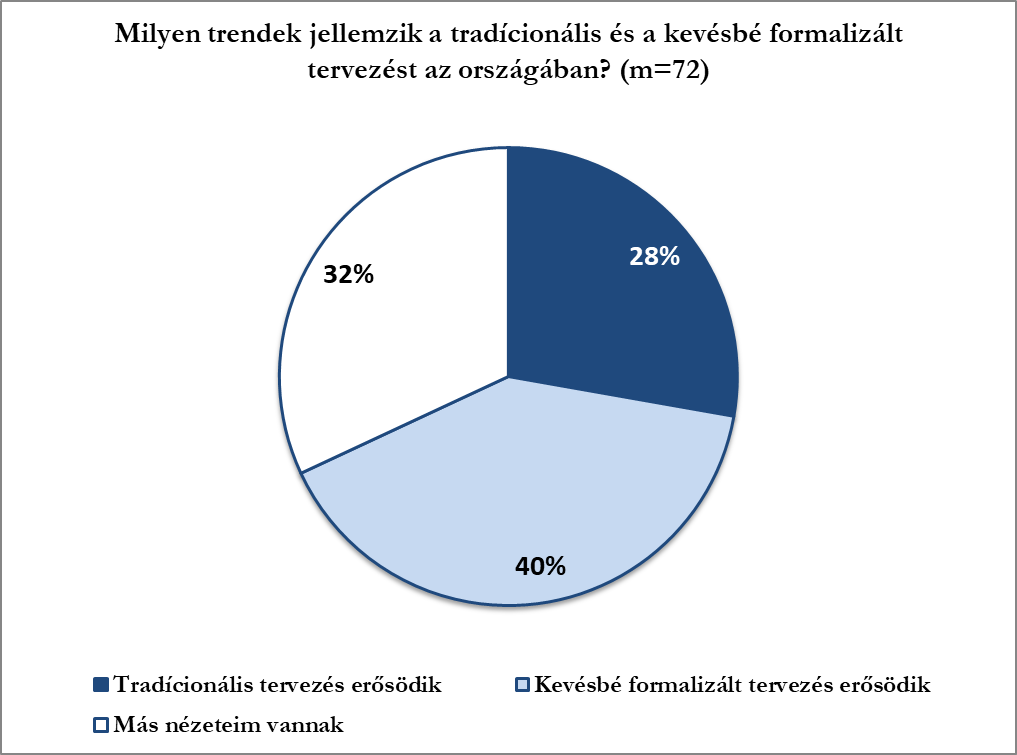 Milyen trendek jellemzik a tradícionális és a kevésbé formalizált
tervezést az országában? (m=72)
28%
32%
40%
Tradícionális tervezés erősödik
Kevésbé formalizált tervezés erősödik
Más nézeteim vannak